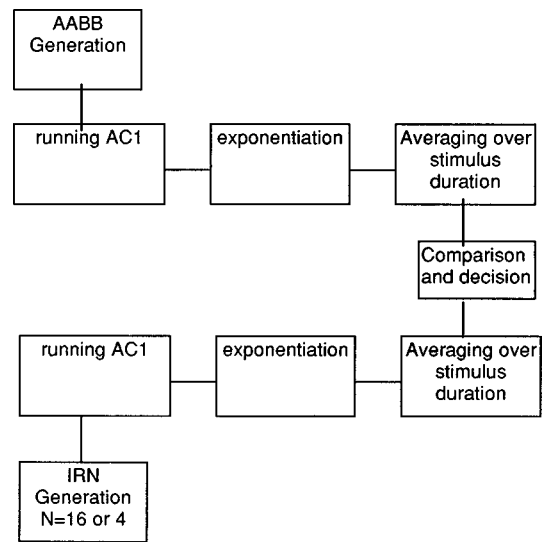 AABB
Generation
running AC1
exponentiation
Averaging over
stimulus
duration
Comparison
and decision
running AC1
exponentiation
Averaging over
stimulus
duration
IRN
Generation
N=16 or 4